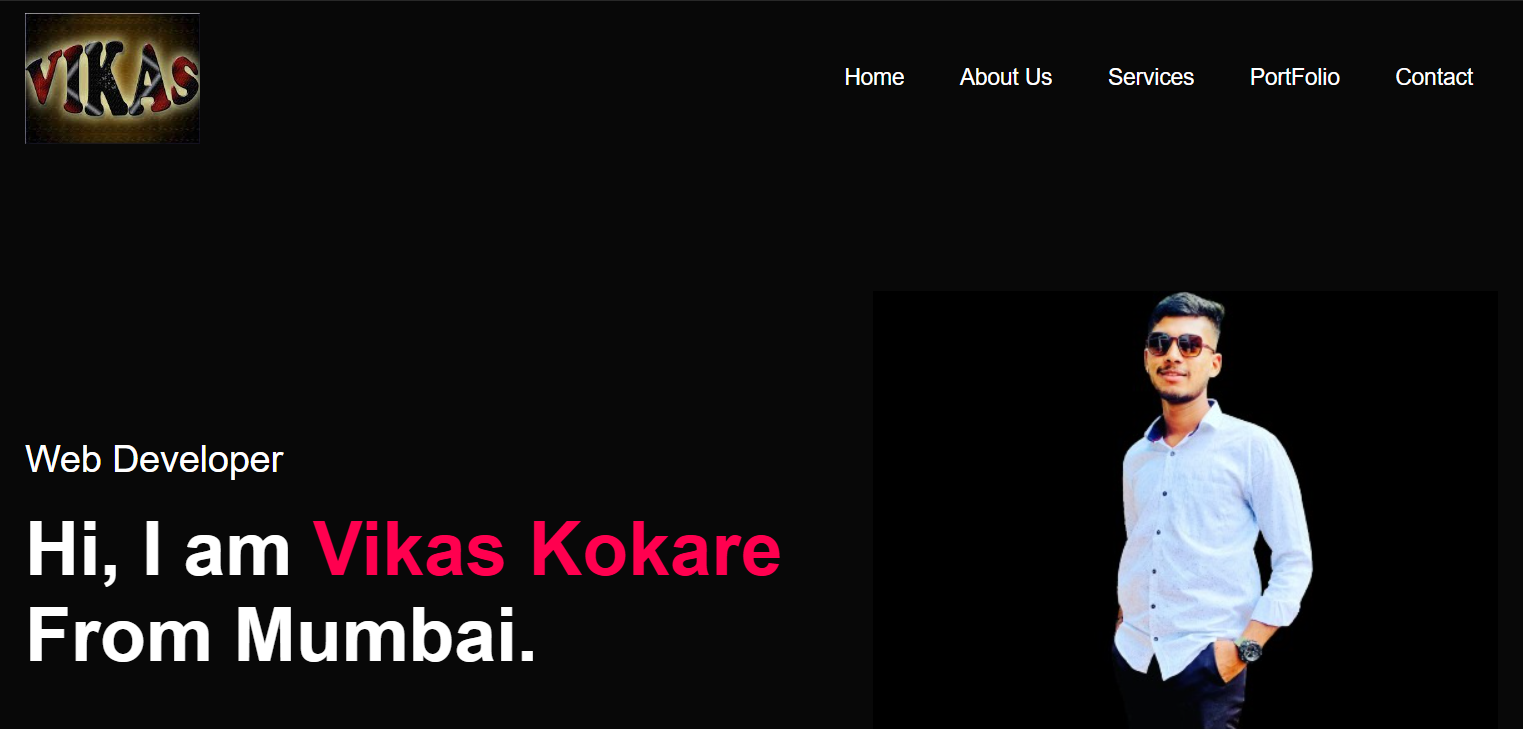 VIKAS
Home About Us Services PortFolio Contact
Web Developer
Hi, I am Vikas Kokare
From Mumbai.